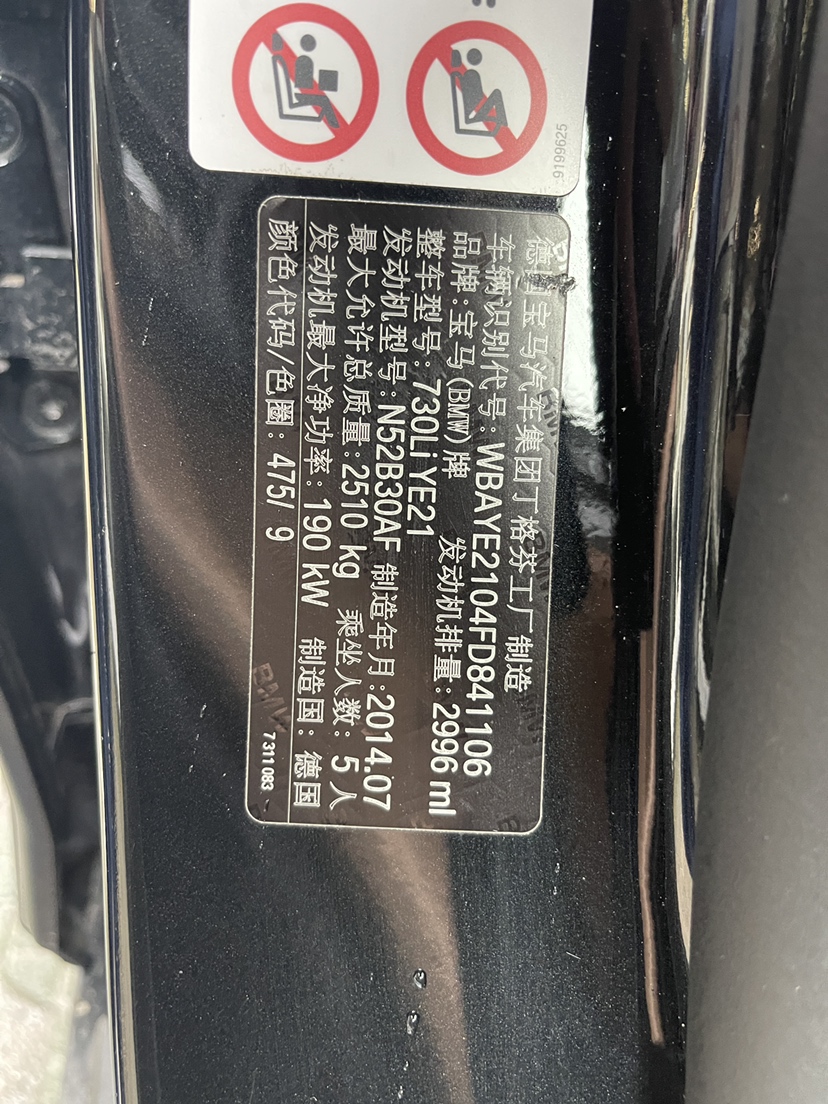 9199625
德国宝马汽车集团丁格芬工厂制造
车辆识别代号:WBAYE2104FD841106
品牌:宝马(BMW)牌 发动机排量:2996 ml
整车型号:730Li YE21
发动机型号:N52B30AF 制造年月:2014.07
最大允许总质量:2510 kg 乘坐人数: 5 人
发动机最大净功率: 190 kW 制造国: 德国
颜色代码/色圈: 475/ 9
BMW
7 311 083